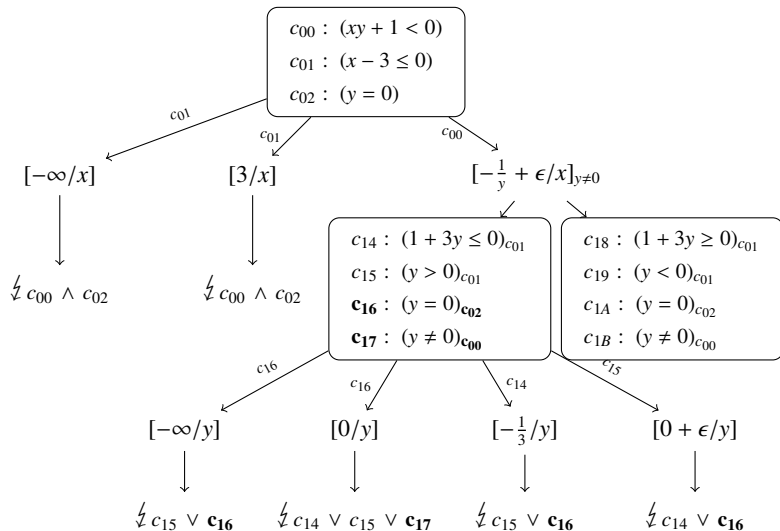 c₀₀ : (xy + 1 < 0)
c₀₁ : (x − 3 ≤ 0)
c₀₂ : (y = 0)
c₀₁
c₀₁
c₀₀
[−∞/x]
[3/x]
[−1/y + ϵ/x]y≠0
↯ c₀₀ ∧ c₀₂
↯ c₀₀ ∧ c₀₂
c₁₄ : (1 + 3y ≤ 0)c₀₁
c₁₅ : (y > 0)c₀₁
c₁₆ : (y = 0)c₀₂
c₁₇ : (y ≠ 0)c₀₀
c₁₈ : (1 + 3y ≥ 0)c₀₁
c₁₉ : (y < 0)c₀₁
c₁A : (y = 0)c₀₂
c₁B : (y ≠ 0)c₀₀
c₁₆
c₁₆
c₁₄
c₁₅
[−∞/y]
[0/y]
[−1/3/y]
[0 + ϵ/y]
↯ c₁₅ ∨ c₁₆
↯ c₁₄ ∨ c₁₅ ∨ c₁₇
↯ c₁₅ ∨ c₁₆
↯ c₁₄ ∨ c₁₆